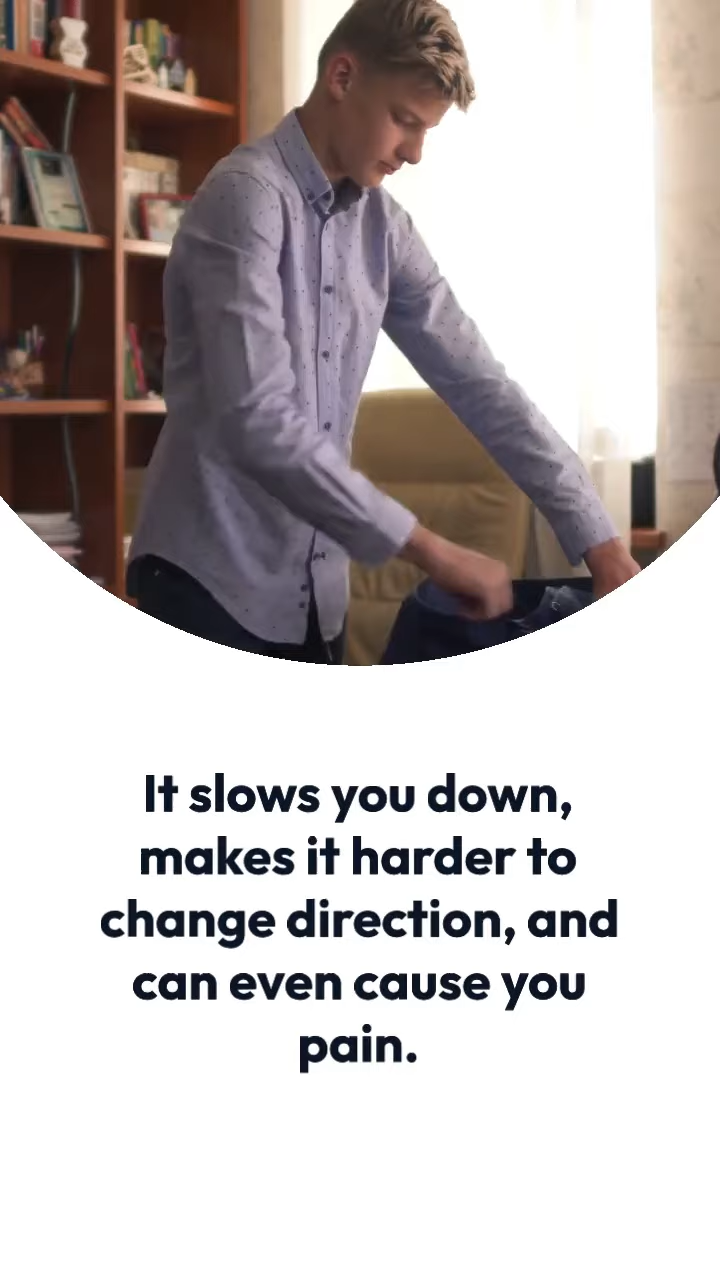 It slows you down,
makes it harder to
change direction, and
can even cause you
pain.